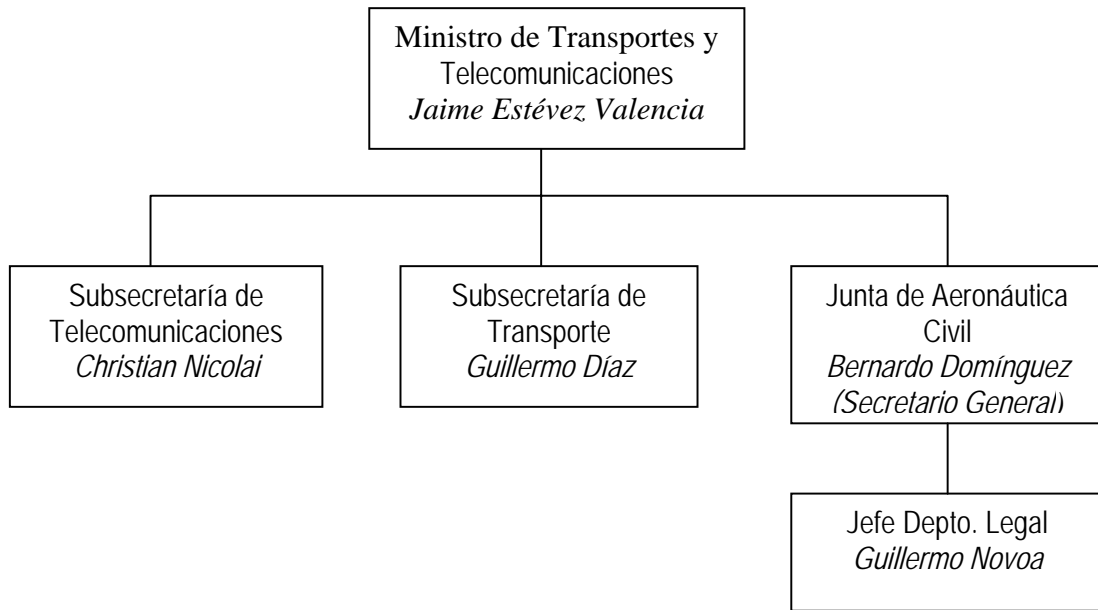 Ministro de Transportes y
Telecomunicaciones
Jaime Estévez Valencia
Subsecretaría de
Telecomunicaciones
Christian Nicolai
Subsecretaría de
Transporte
Guillermo Díaz
Junta de Aeronáutica
Civil
Bernardo Domínguez
(Secretario General)
Jefe Depto. Legal
Guillermo Novoa